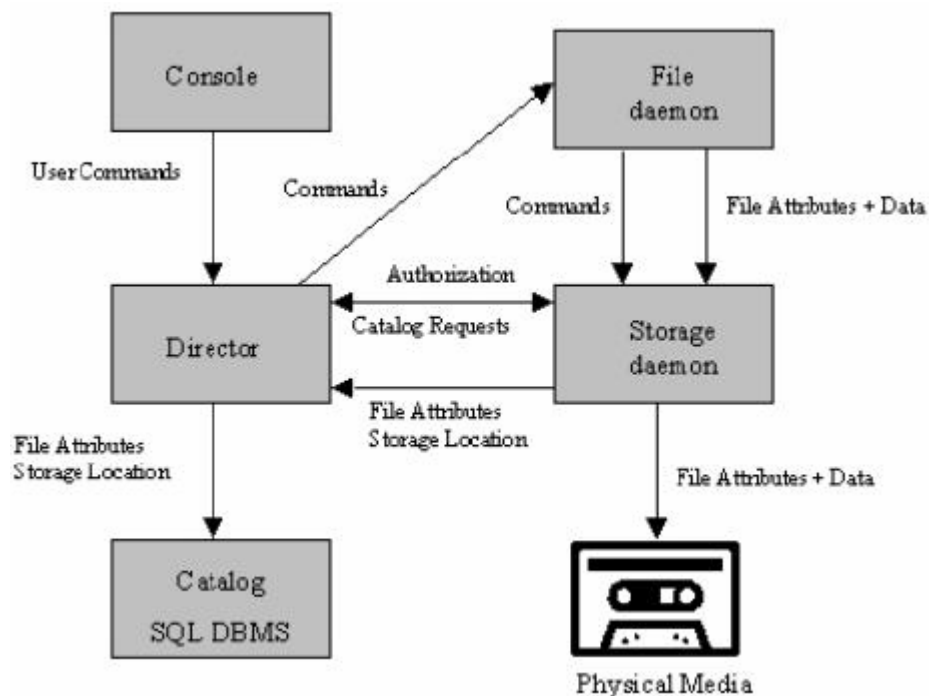 Console
File
daemon
User Commands
Commands
Commands
File Attributes + Data
Authorization
Director
Catalog Requests
Storage
daemon
File Attributes
Storage Location
File Attributes
Storage Location
File Attributes + Data
Catalog
SQL DBMS
Physical Media